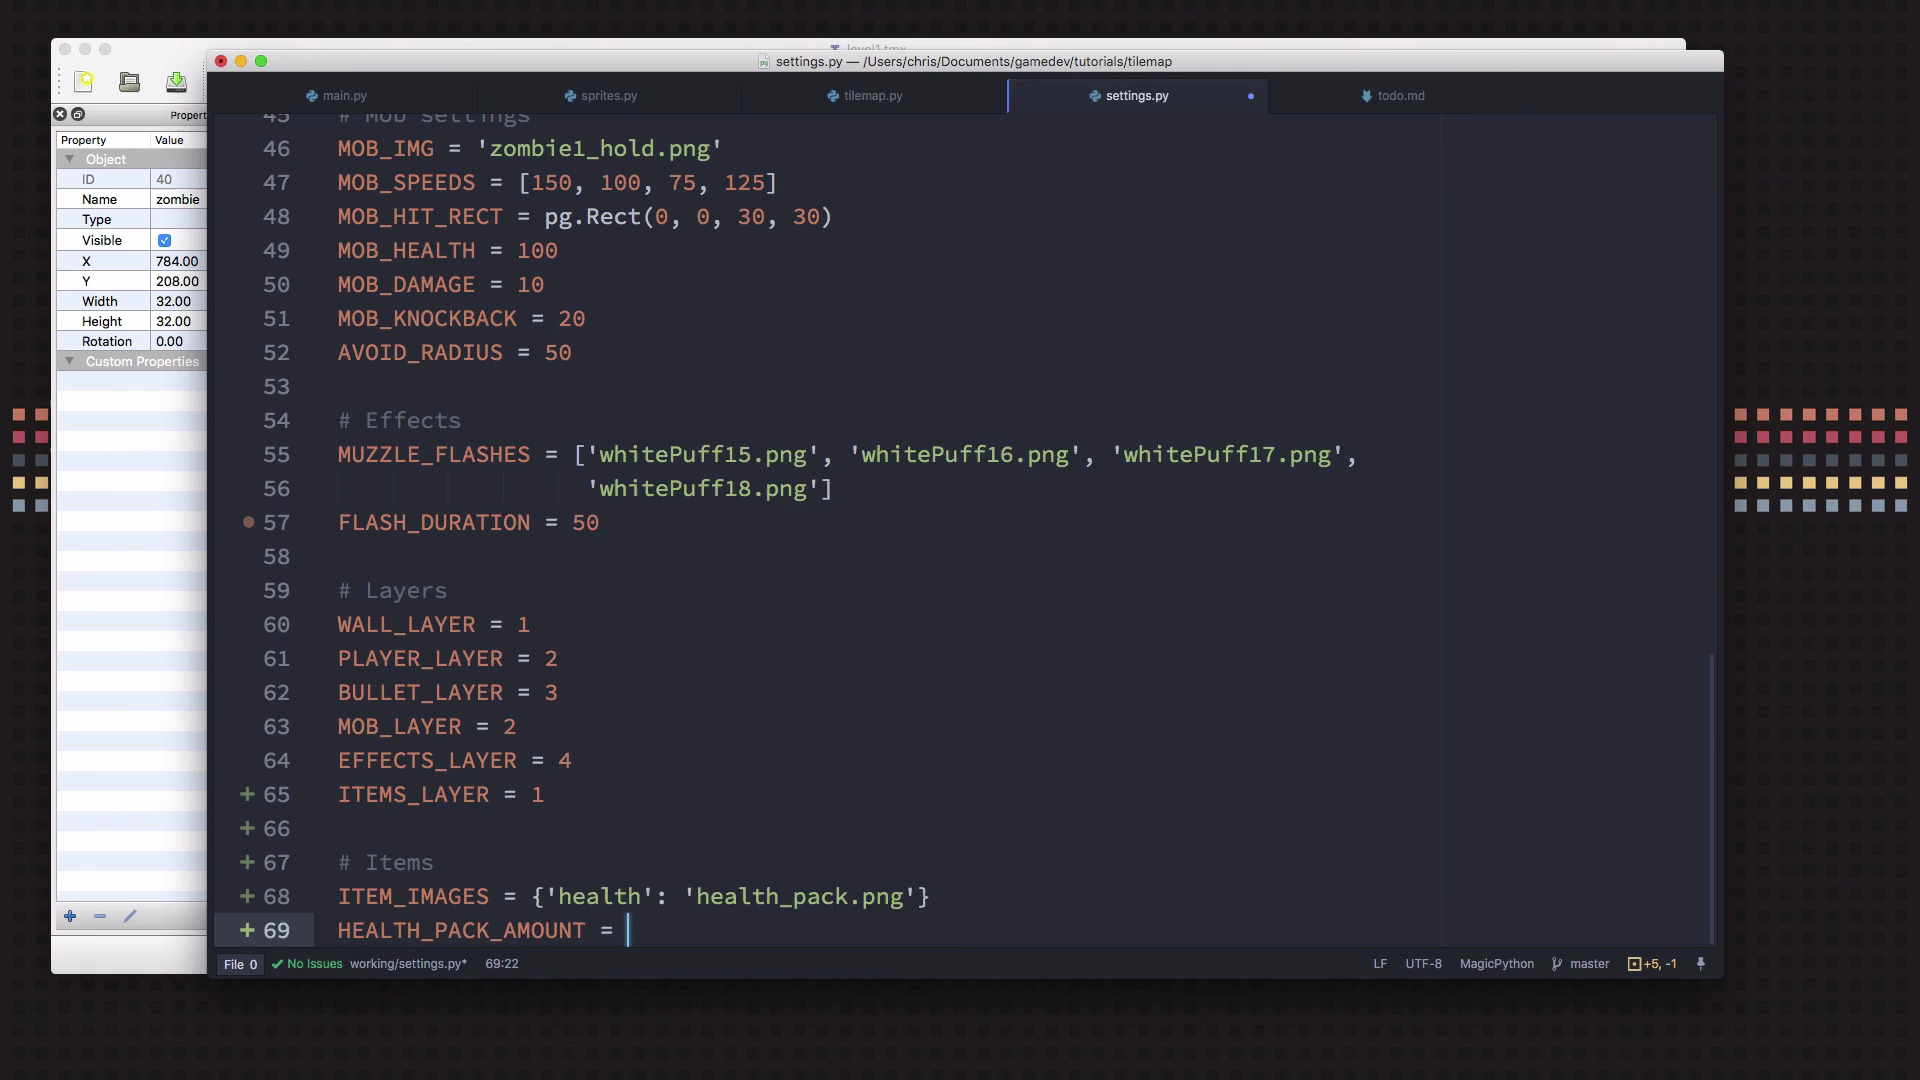 level1.tmx
settings.py — /Users/chris/Documents/gamedev/tutorials/tilemap
main.py
sprites.py
tilemap.py
settings.py
todo.md
Property Value
Object
ID 40
Name zombie
Type
Visible
X 784.00
Y 208.00
Width 32.00
Height 32.00
Rotation 0.00
Custom Properties
45 # Mob settings
46 MOB_IMG = 'zombie1_hold.png'
47 MOB_SPEEDS = [150, 100, 75, 125]
48 MOB_HIT_RECT = pg.Rect(0, 0, 30, 30)
49 MOB_HEALTH = 100
50 MOB_DAMAGE = 10
51 MOB_KNOCKBACK = 20
52 AVOID_RADIUS = 50
53
54 # Effects
55 MUZZLE_FLASHES = ['whitePuff15.png', 'whitePuff16.png', 'whitePuff17.png',
56 'whitePuff18.png']
57 FLASH_DURATION = 50
58
59 # Layers
60 WALL_LAYER = 1
61 PLAYER_LAYER = 2
62 BULLET_LAYER = 3
63 MOB_LAYER = 2
64 EFFECTS_LAYER = 4
+ 65 ITEMS_LAYER = 1
+ 66
+ 67 # Items
+ 68 ITEM_IMAGES = {'health': 'health_pack.png'}
+ 69 HEALTH_PACK_AMOUNT =
File 0 No Issues working/settings.py* 69:22 LF UTF-8 MagicPython master +5, -1